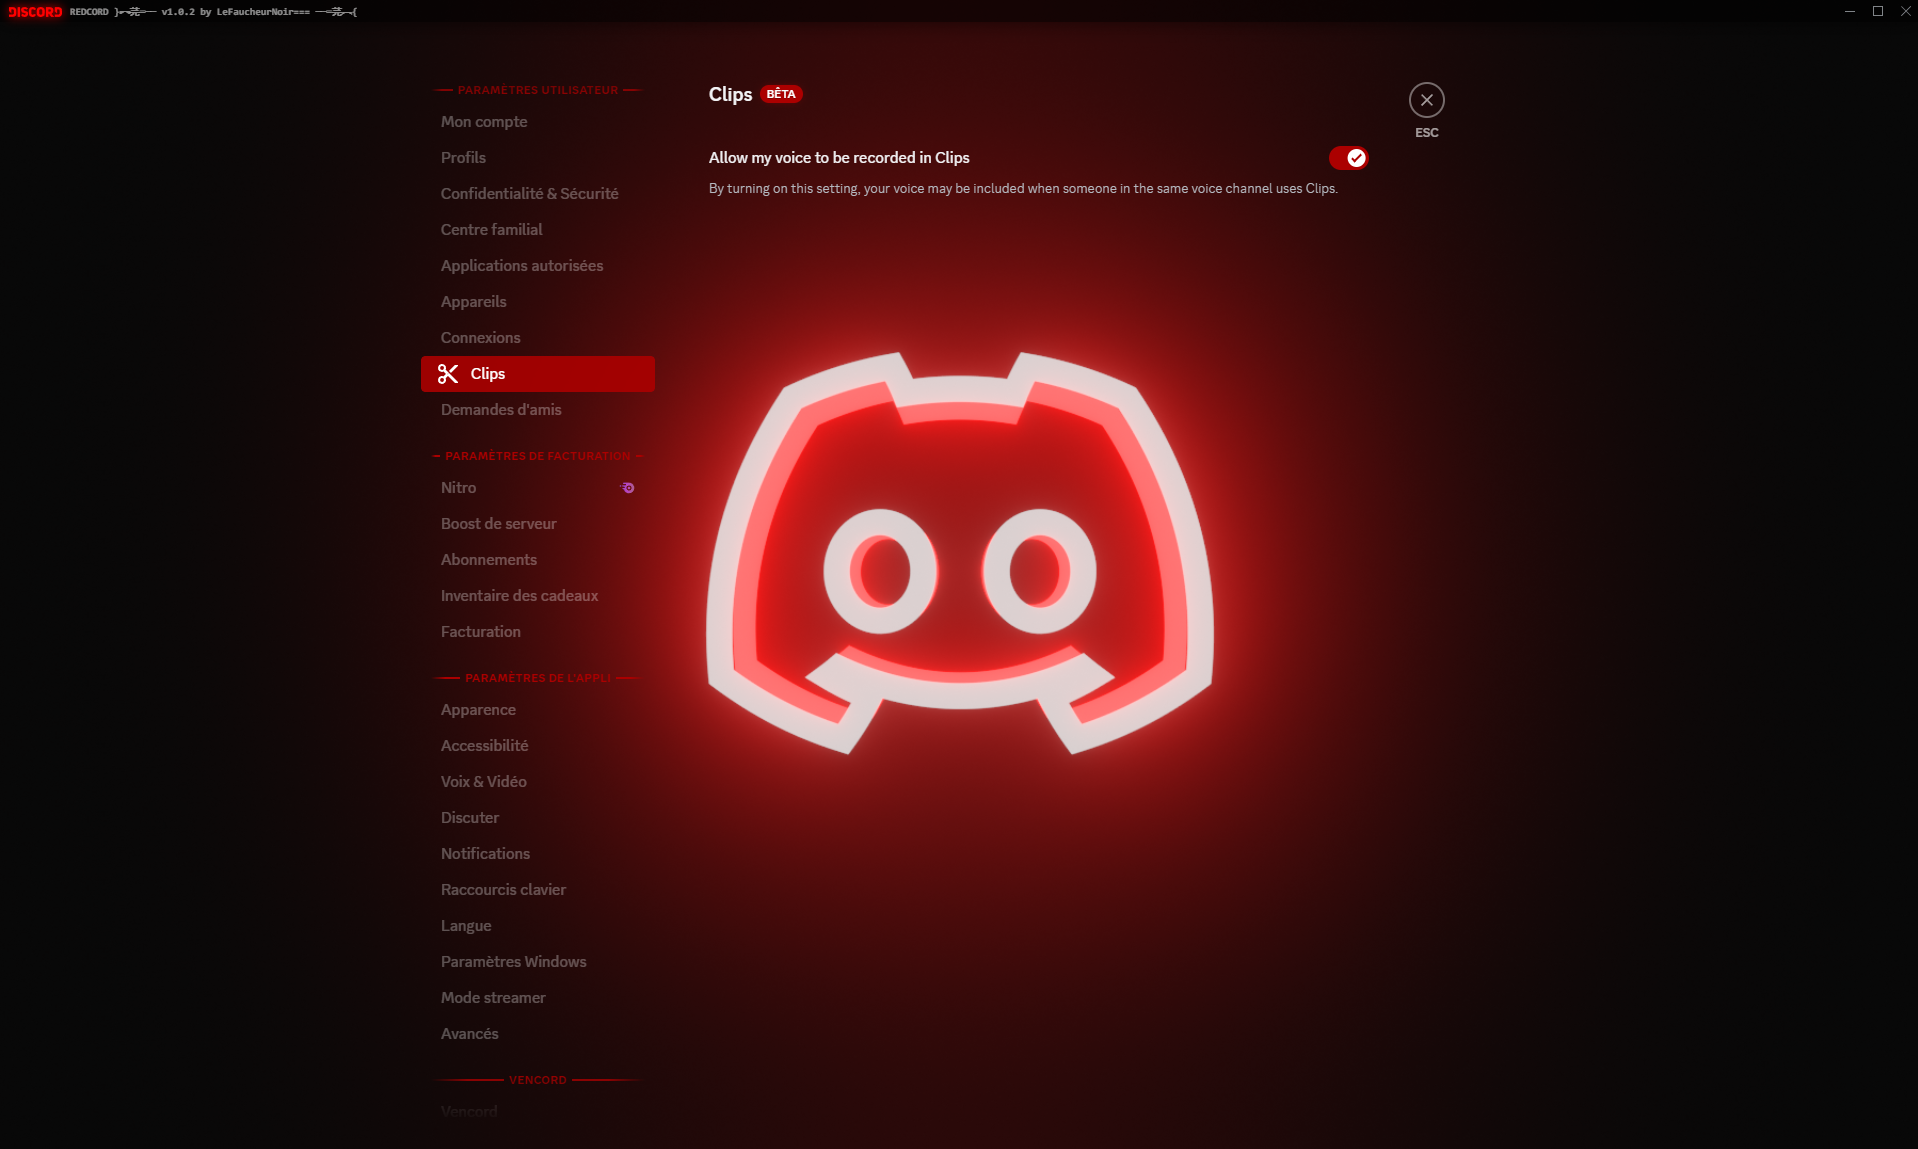 DISCORD REDCORD v1.0.2 by LeFaucheurNoir===
PARAMÈTRES UTILISATEUR
Mon compte
Profils
Confidentialité & Sécurité
Centre familial
Applications autorisées
Appareils
Connexions
Clips
Demandes d'amis
PARAMÈTRES DE FACTURATION
Nitro
Boost de serveur
Abonnements
Inventaire des cadeaux
Facturation
PARAMÈTRES DE L'APPLI
Apparence
Accessibilité
Voix & Vidéo
Discuter
Notifications
Raccourcis clavier
Langue
Paramètres Windows
Mode streamer
Avancés
VENCORD
Vencord
Clips BÊTA
Allow my voice to be recorded in Clips
By turning on this setting, your voice may be included when someone in the same voice channel uses Clips.
ESC